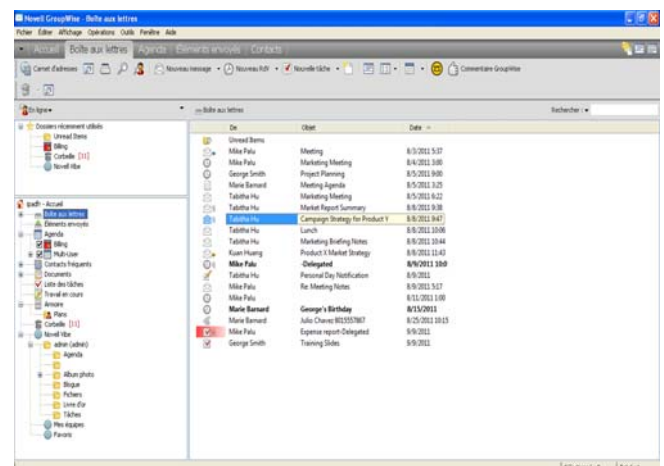 Novell GroupWise - Boîte aux lettres
Fichier Éditer Affichage Opérations Outils Fenêtre Aide
Accueil Boîte aux lettres Agenda Éléments envoyés Contacts
Carnet d'adresses Nouveau message Nouveau RdV Nouvelle tâche Commentaire GroupWise
En ligne Boîte aux lettres Rechercher :
Dossiers récemment utilisés
Unread Items
Billing
Corbeille [11]
Novell Vibe
Accueil
Boîte aux lettres
Éléments envoyés
Agenda
Billing
Multi-User
Contacts fréquents
Documents
Liste des tâches
Travail en cours
Armoire
Plans
Corbeille [11]
Novell Vibe
admin (admin)
Agenda
Album photo
Blogue
Fichiers
Livre d'or
Tâches
Mes équipes
Favoris
De Objet Date
Unread Items
Mike Palu Meeting 8/3/2011 5:37
Mike Palu Marketing Meeting 8/4/2011 3:00
George Smith Project Planning 8/5/2011 9:00
Marie Barnard Meeting Agenda 8/5/2011 3:25
Tabitha Hu Marketing Meeting 8/5/2011 6:22
Tabitha Hu Market Report Summary 8/8/2011 9:38
Tabitha Hu Campaign Strategy for Product Y 8/8/2011 9:47
Tabitha Hu Lunch 8/8/2011 10:06
Tabitha Hu Marketing Briefing Notes 8/8/2011 10:44
Kuan Huang Product X Market Strategy 8/8/2011 11:43
Mike Palu -Delegated 8/9/2011 10:0
Tabitha Hu Personal Day Notification 8/9/2011
Mike Palu Re: Meeting Notes 8/9/2011 5:17
Mike Palu 8/11/2011 1:00
Marie Barnard George's Birthday 8/15/2011
Marie Barnard Julio Chavez 8015557867 8/25/2011 10:15
Mike Palu Expense report-Delegated 9/9/2011
George Smith Training Slides 9/9/2011